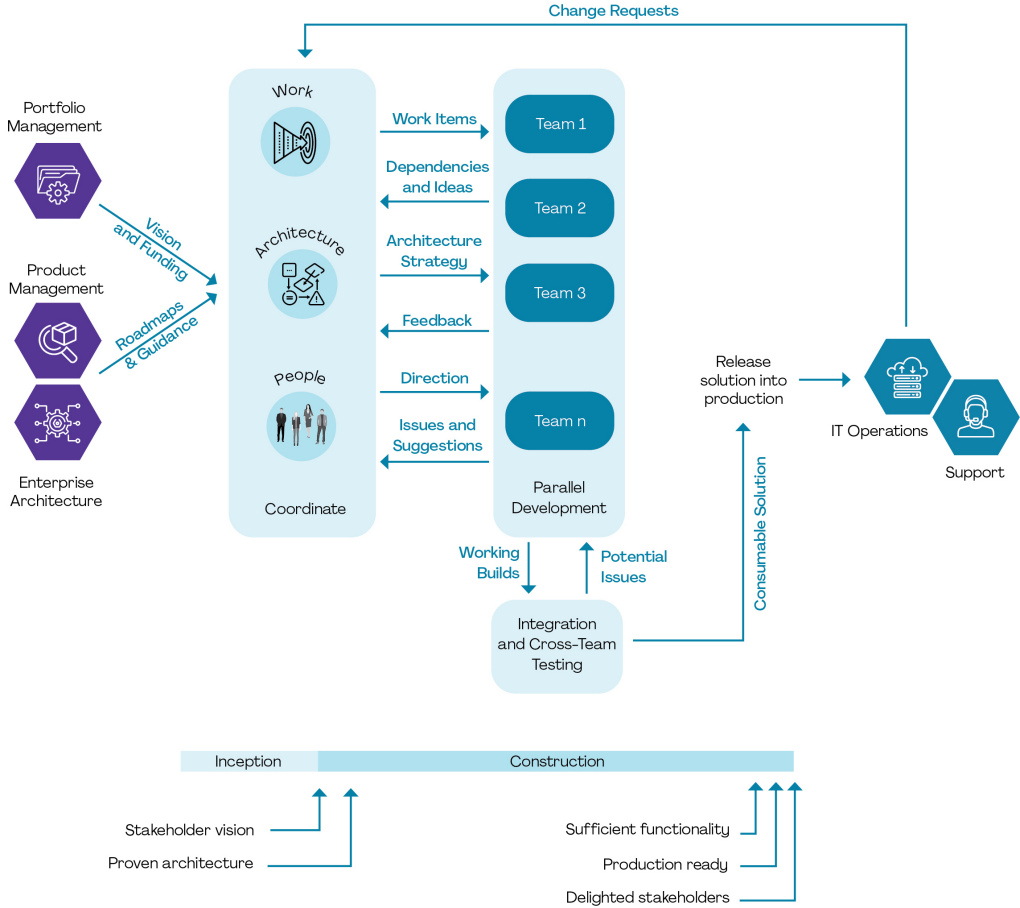 Change Requests
Portfolio
Management
Vision
and Funding
Product
Management
Roadmaps
& Guidance
Enterprise
Architecture
Work
Architecture
People
Coordinate
Work Items
Dependencies
and Ideas
Architecture
Strategy
Feedback
Direction
Issues and
Suggestions
Team 1
Team 2
Team 3
Team n
Parallel
Development
Working
Builds
Potential
Issues
Integration
and Cross-Team
Testing
Consumable Solution
Release
solution into
production
IT Operations
Support
Inception
Construction
Stakeholder vision
Proven architecture
Sufficient functionality
Production ready
Delighted stakeholders